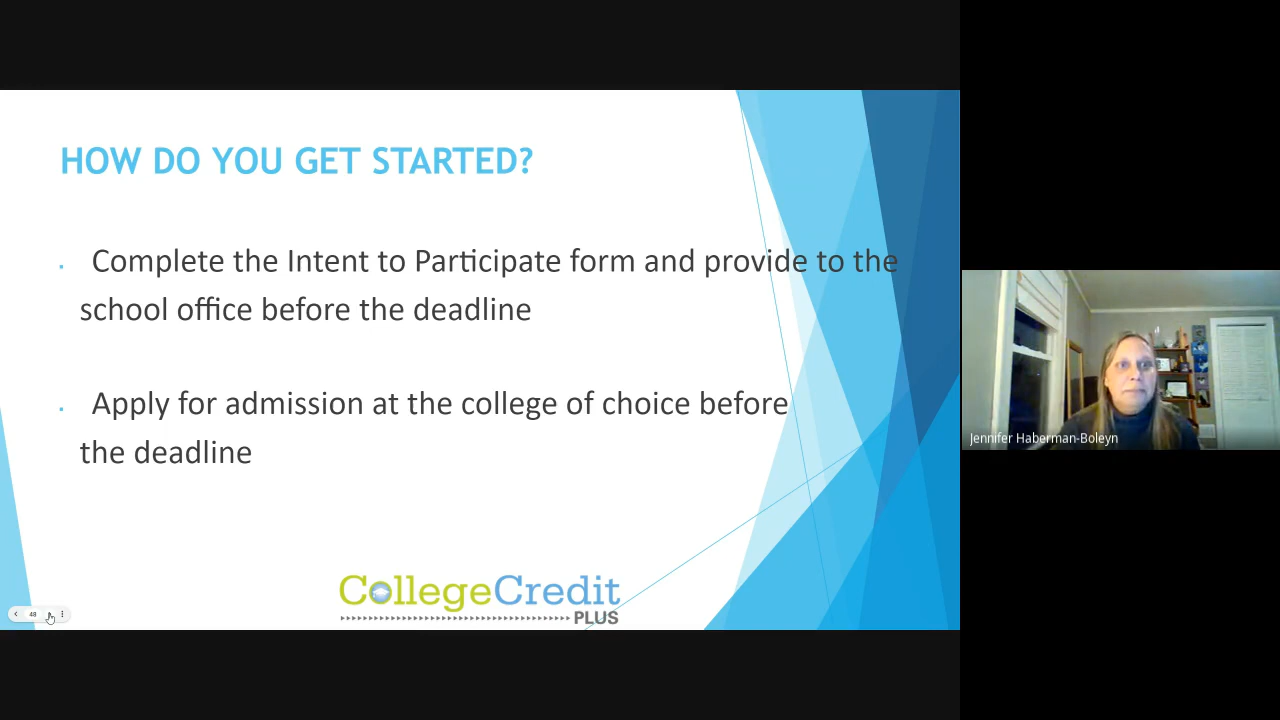 HOW DO YOU GET STARTED?
Complete the Intent to Participate form and provide to the
school office before the deadline
Apply for admission at the college of choice before
the deadline
CollegeCredit
PLUS
48
Jennifer Haberman-Boleyn